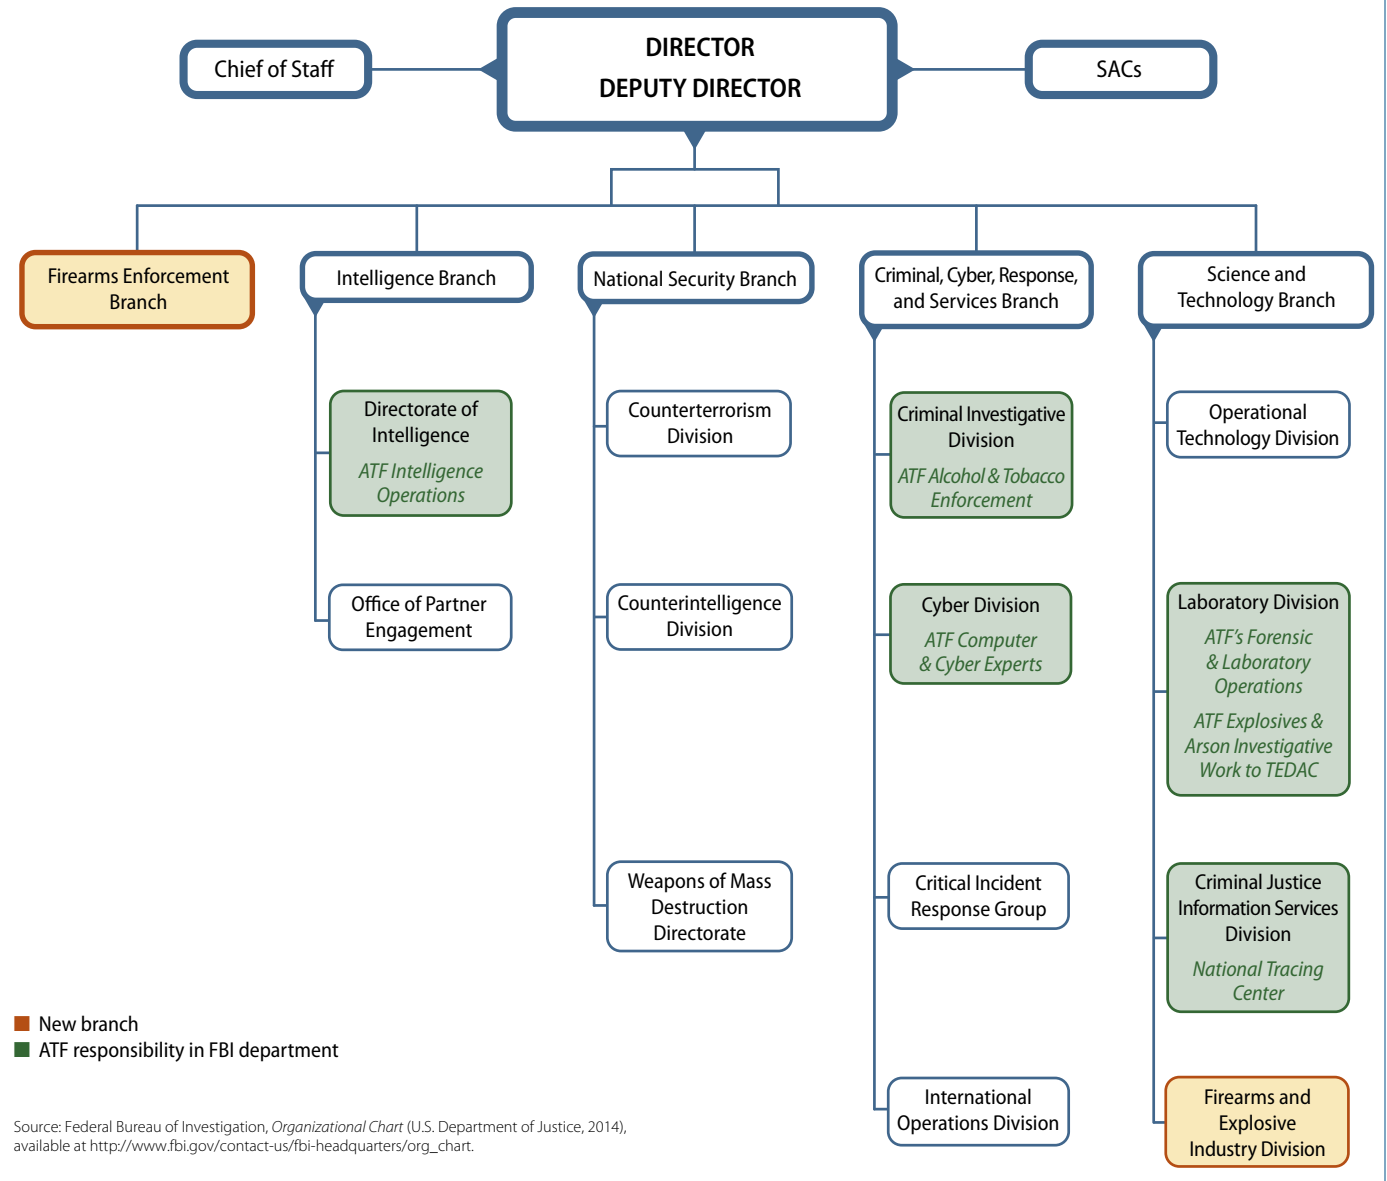 DIRECTOR
DEPUTY DIRECTOR
Chief of Staff
SACs
Firearms Enforcement
Branch
Intelligence Branch
Directorate of
Intelligence
ATF Intelligence
Operations
Office of Partner
Engagement
National Security Branch
Counterterrorism
Division
Counterintelligence
Division
Weapons of Mass
Destruction
Directorate
Criminal, Cyber, Response,
and Services Branch
Criminal Investigative
Division
ATF Alcohol & Tobacco
Enforcement
Cyber Division
ATF Computer
& Cyber Experts
Critical Incident
Response Group
International
Operations Division
Science and
Technology Branch
Operational
Technology Division
Laboratory Division
ATF’s Forensic
& Laboratory
Operations
ATF Explosives &
Arson Investigative
Work to TEDAC
Criminal Justice
Information Services
Division
National Tracing
Center
Firearms and
Explosive
Industry Division
New branch
ATF responsibility in FBI department
Source: Federal Bureau of Investigation, Organizational Chart (U.S. Department of Justice, 2014),
available at http://www.fbi.gov/contact-us/fbi-headquarters/org_chart.